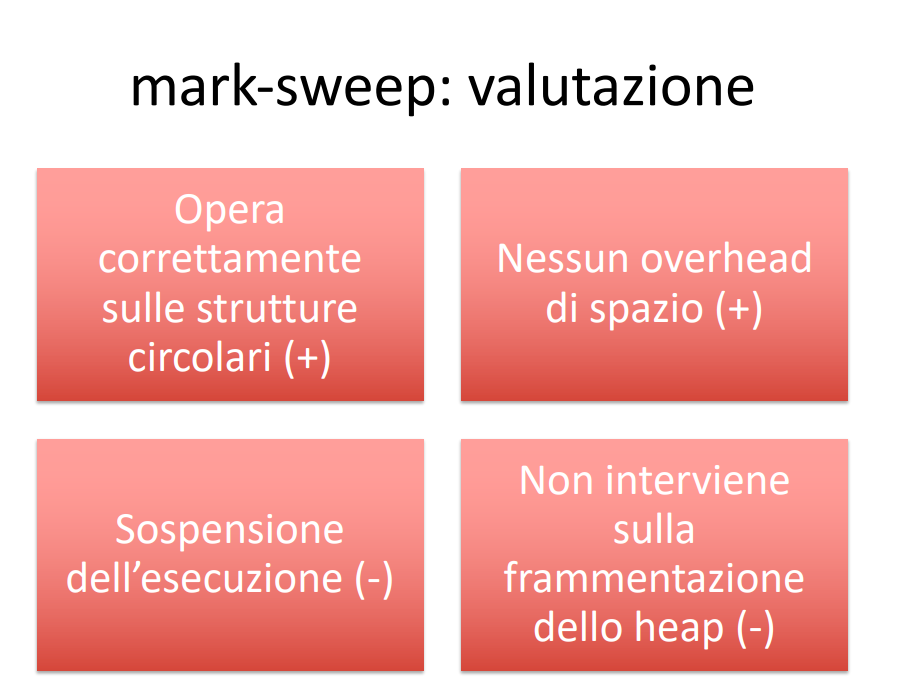 mark-sweep: valutazione
Opera
correttamente
sulle strutture
circolari (+)
Nessun overhead
di spazio (+)
Sospensione
dell’esecuzione (-)
Non interviene
sulla
frammentazione
dello heap (-)